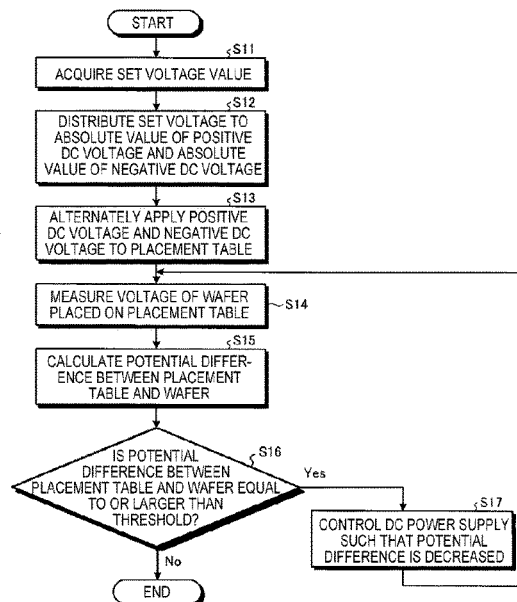 START
S11
ACQUIRE SET VOLTAGE VALUE
S12
DISTRIBUTE SET VOLTAGE TO
ABSOLUTE VALUE OF POSITIVE
DC VOLTAGE AND ABSOLUTE
VALUE OF NEGATIVE DC VOLTAGE
S13
ALTERNATELY APPLY POSITIVE
DC VOLTAGE AND NEGATIVE DC
VOLTAGE TO PLACEMENT TABLE
MEASURE VOLTAGE OF WAFER
PLACED ON PLACEMENT TABLE
S14
S15
CALCULATE POTENTIAL DIFFER-
ENCE BETWEEN PLACEMENT
TABLE AND WAFER
S16
IS POTENTIAL
DIFFERENCE BETWEEN
PLACEMENT TABLE AND WAFER EQUAL
TO OR LARGER THAN
THRESHOLD?
Yes
S17
CONTROL DC POWER SUPPLY
SUCH THAT POTENTIAL
DIFFERENCE IS DECREASED
No
END